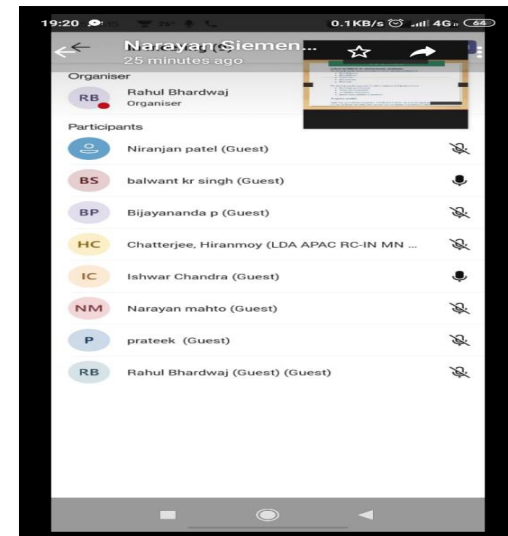 19:20 0.1KB/s 4G 64
Narayan Siemen...
25 minutes ago
Organiser
RB Rahul Bhardwaj
Organiser
Participants
Niranjan patel (Guest)
BS balwant kr singh (Guest)
BP Bijayananda p (Guest)
HC Chatterjee, Hiranmoy (LDA APAC RC-IN MN ...
IC Ishwar Chandra (Guest)
NM Narayan mahto (Guest)
P prateek (Guest)
RB Rahul Bhardwaj (Guest) (Guest)